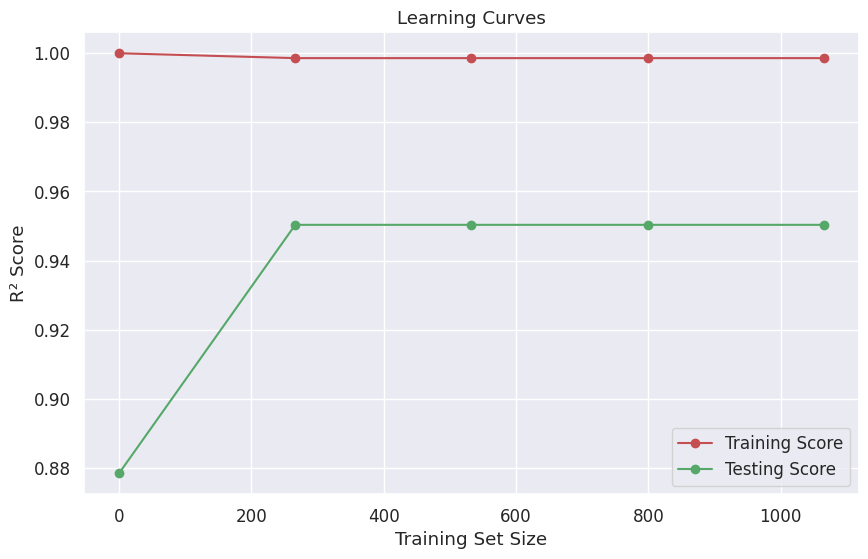 Learning Curves
1.00
0.98
0.96
0.94
0.92
0.90
0.88
R² Score
0 200 400 600 800 1000
Training Set Size
Training Score
Testing Score